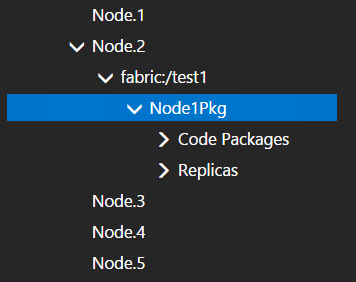 Node.1
Node.2
fabric:/test1
Node1Pkg
Code Packages
Replicas
Node.3
Node.4
Node.5